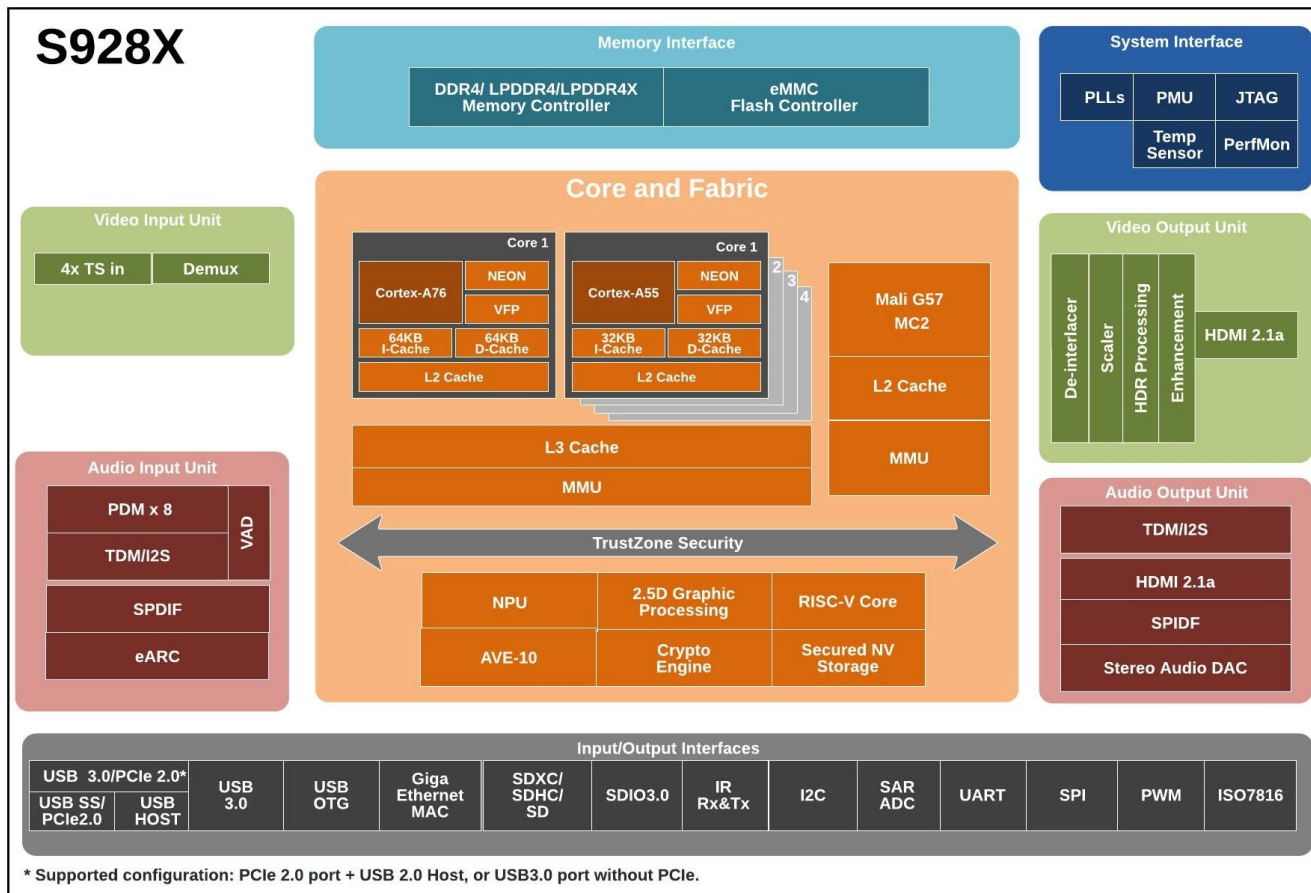 S928X
Memory Interface
DDR4/ LPDDR4/LPDDR4X
Memory Controller
eMMC
Flash Controller
System Interface
PLLs
PMU
JTAG
Temp
Sensor
PerfMon
Video Input Unit
4x TS in
Demux
Core and Fabric
Core 1
Cortex-A76
NEON
VFP
64KB
I-Cache
64KB
D-Cache
L2 Cache
Core 1
Cortex-A55
NEON
VFP
32KB
I-Cache
32KB
D-Cache
L2 Cache
2
3
4
Mali G57
MC2
L2 Cache
MMU
L3 Cache
MMU
TrustZone Security
NPU
2.5D Graphic
Processing
RISC-V Core
AVE-10
Crypto
Engine
Secured NV
Storage
Video Output Unit
De-interlacer
Scaler
HDR Processing
Enhancement
HDMI 2.1a
Audio Input Unit
PDM x 8
TDM/I2S
VAD
SPDIF
eARC
Audio Output Unit
TDM/I2S
HDMI 2.1a
SPIDF
Stereo Audio DAC
Input/Output Interfaces
USB 3.0/PCIe 2.0*
USB SS/
PCIe2.0
USB
HOST
USB
3.0
USB
OTG
Giga
Ethernet
MAC
SDXC/
SDHC/
SD
SDIO3.0
IR
Rx&Tx
I2C
SAR
ADC
UART
SPI
PWM
ISO7816
* Supported configuration: PCIe 2.0 port + USB 2.0 Host, or USB3.0 port without PCIe.